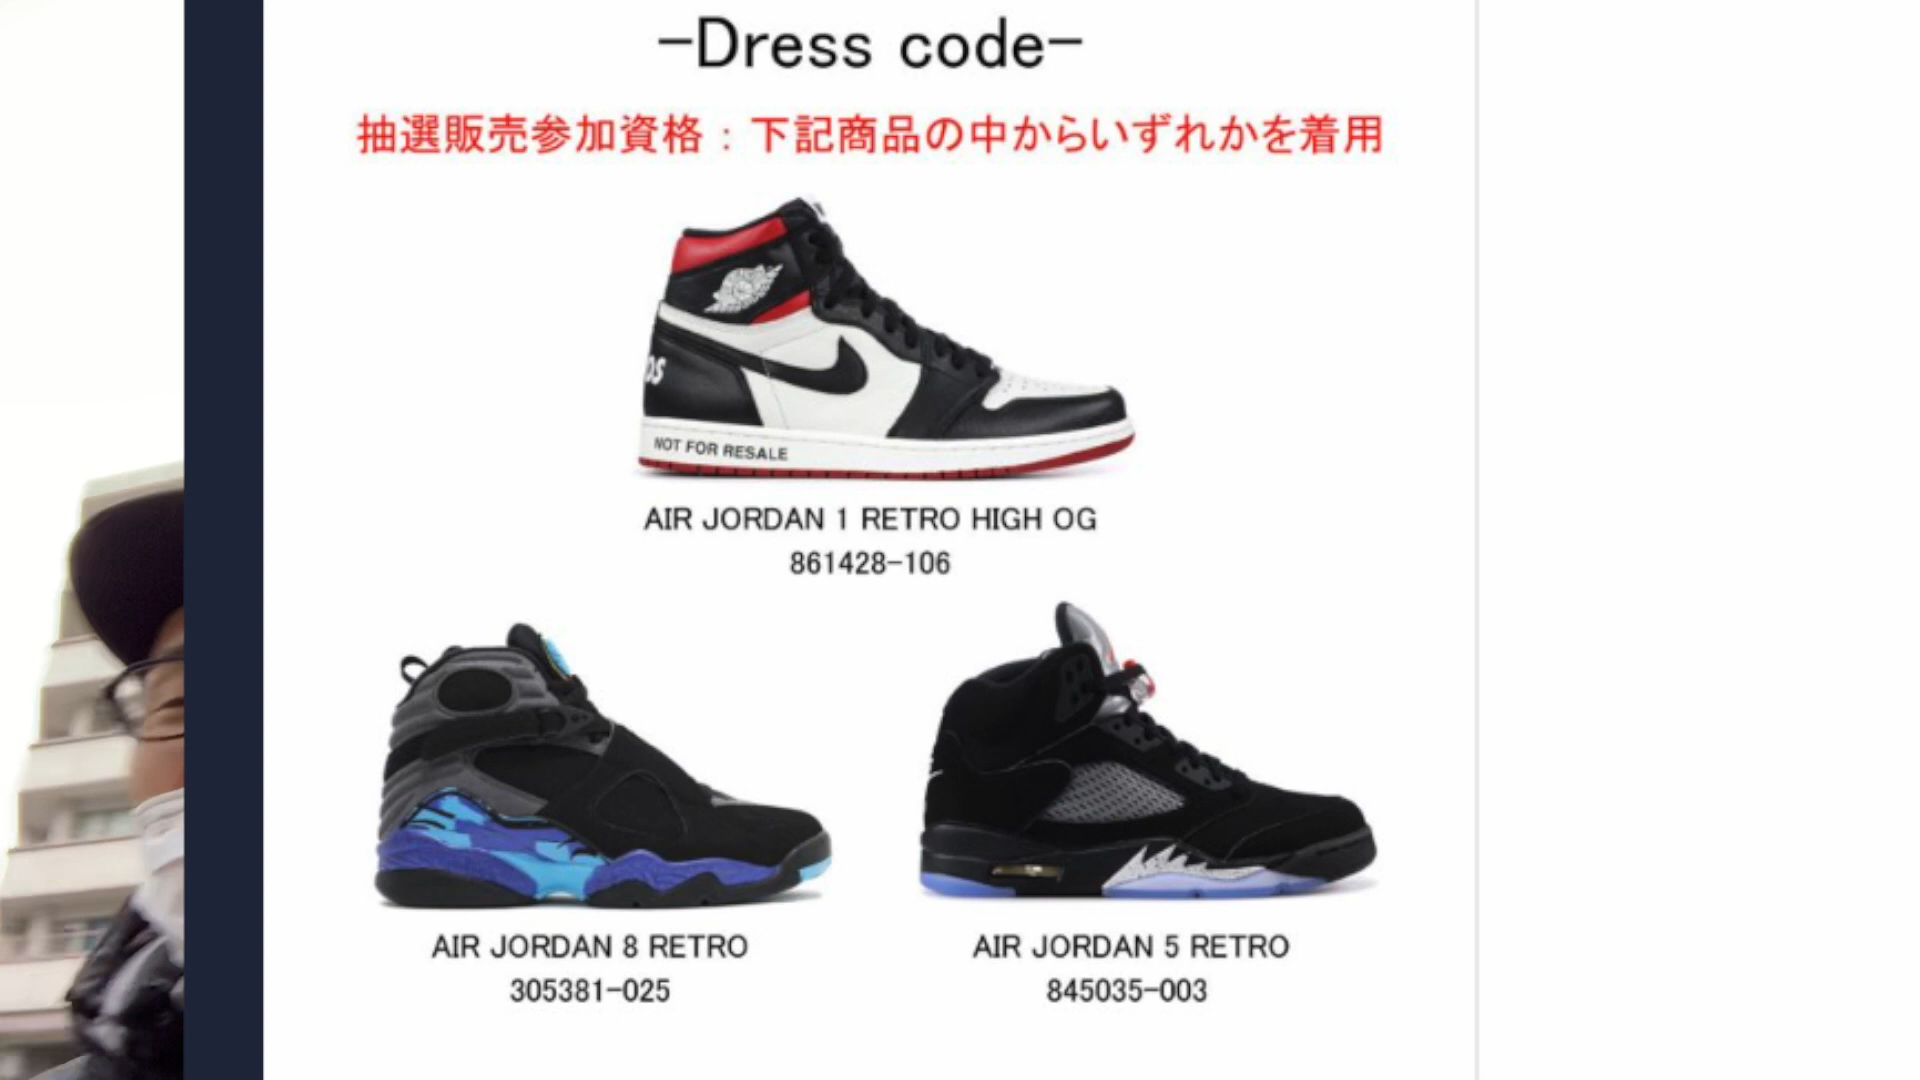 -Dress code-
抽選販売参加資格：下記商品の中からいずれかを着用
NOT FOR RESALE
AIR JORDAN 1 RETRO HIGH OG
861428-106
AIR JORDAN 8 RETRO
305381-025
AIR JORDAN 5 RETRO
845035-003